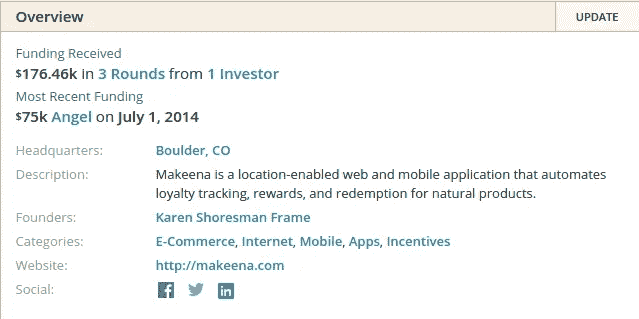 Overview
UPDATE
Funding Received
$176.46k in 3 Rounds from 1 Investor
Most Recent Funding
$75k Angel on July 1, 2014
Headquarters: Boulder, CO
Description: Makeena is a location-enabled web and mobile application that automates
loyalty tracking, rewards, and redemption for natural products.
Founders: Karen Shoresman Frame
Categories: E-Commerce, Internet, Mobile, Apps, Incentives
Website: http://makeena.com
Social: